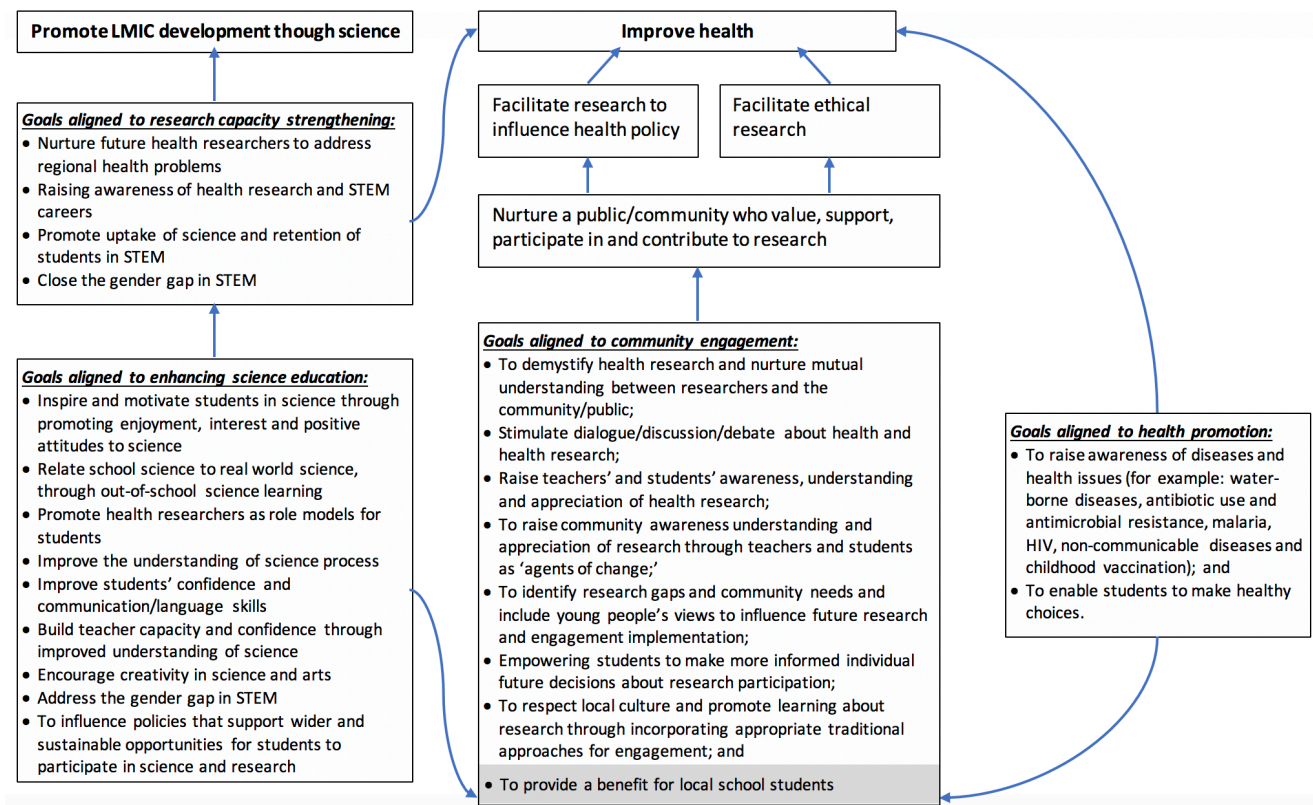 Promote LMIC development though science
Improve health
Facilitate research to
influence health policy
Facilitate ethical
research
Goals aligned to research capacity strengthening:
• Nurture future health researchers to address
regional health problems
• Raising awareness of health research and STEM
careers
• Promote uptake of science and retention of
students in STEM
• Close the gender gap in STEM
Nurture a public/community who value, support,
participate in and contribute to research
Goals aligned to enhancing science education:
• Inspire and motivate students in science through
promoting enjoyment, interest and positive
attitudes to science
• Relate school science to real world science,
through out-of-school science learning
• Promote health researchers as role models for
students
• Improve the understanding of science process
• Improve students’ confidence and
communication/language skills
• Build teacher capacity and confidence through
improved understanding of science
• Encourage creativity in science and arts
• Address the gender gap in STEM
• To influence policies that support wider and
sustainable opportunities for students to
participate in science and research
Goals aligned to community engagement:
• To demystify health research and nurture mutual
understanding between researchers and the
community/public;
• Stimulate dialogue/discussion/debate about health and
health research;
• Raise teachers’ and students’ awareness, understanding
and appreciation of health research;
• To raise community awareness understanding and
appreciation of research through teachers and students
as ‘agents of change;’
• To identify research gaps and community needs and
include young people’s views to influence future research
and engagement implementation;
• Empowering students to make more informed individual
future decisions about research participation;
• To respect local culture and promote learning about
research through incorporating appropriate traditional
approaches for engagement; and
• To provide a benefit for local school students
Goals aligned to health promotion:
• To raise awareness of diseases and
health issues (for example: water-
borne diseases, antibiotic use and
antimicrobial resistance, malaria,
HIV, non-communicable diseases and
childhood vaccination); and
• To enable students to make healthy
choices.